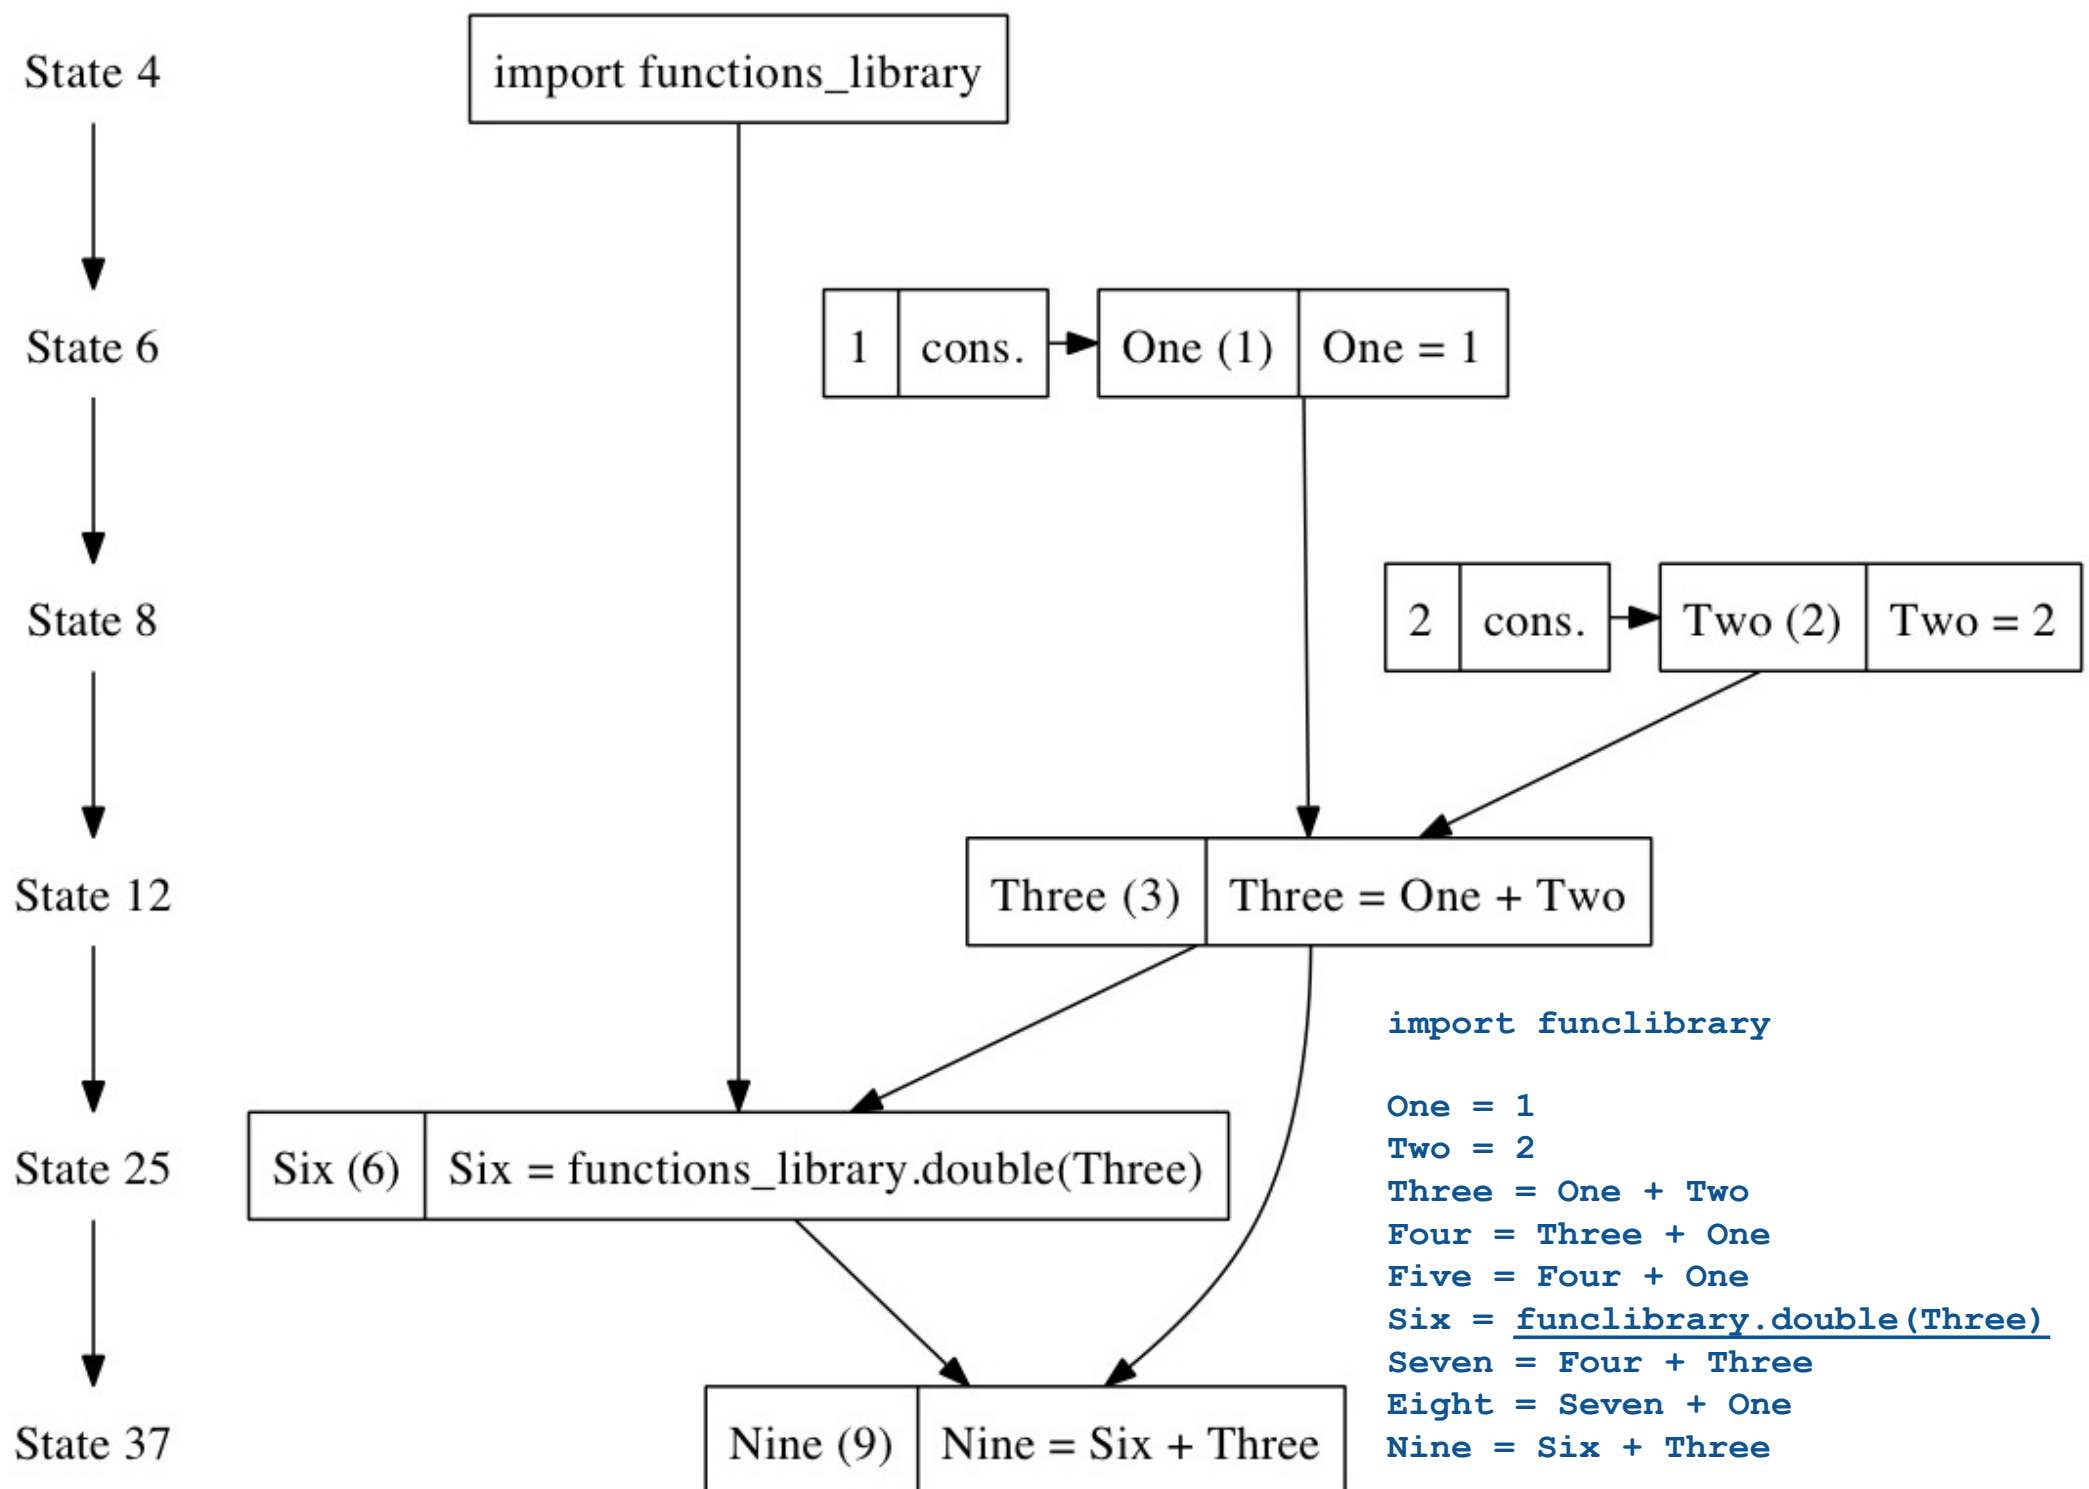 State 4
import functions_library
State 6
1 cons. One (1) One = 1
State 8
2 cons. Two (2) Two = 2
State 12
Three (3) Three = One + Two
State 25
Six (6) Six = functions_library.double(Three)
State 37
Nine (9) Nine = Six + Three
import funclibrary
One = 1
Two = 2
Three = One + Two
Four = Three + One
Five = Four + One
Six = funclibrary.double(Three)
Seven = Four + Three
Eight = Seven + One
Nine = Six + Three